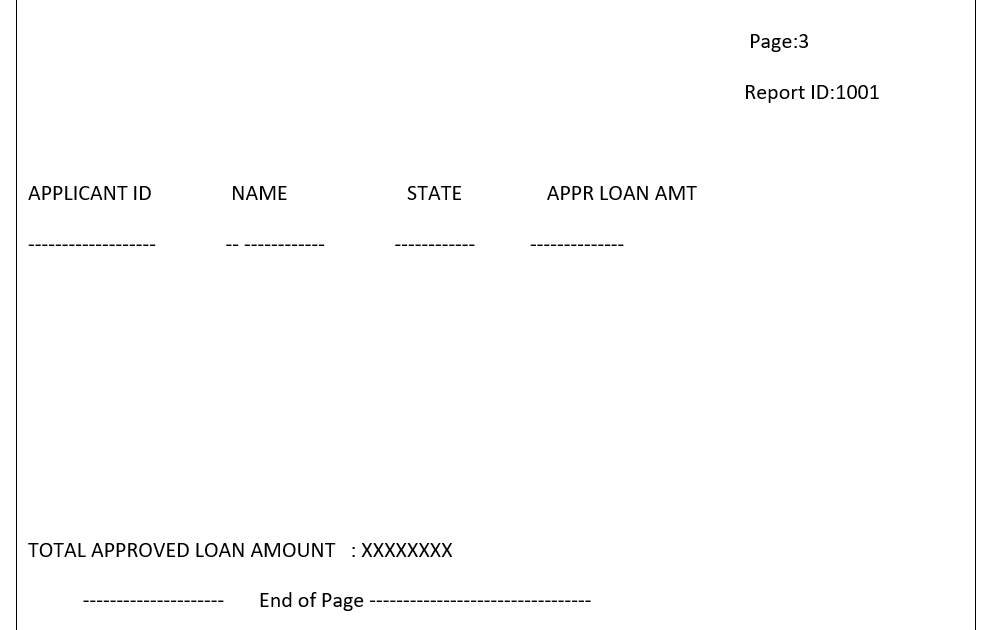 Page:3
Report ID:1001
APPLICANT ID NAME STATE APPR LOAN AMT
------------------- -- ------------ ------------ --------------
TOTAL APPROVED LOAN AMOUNT : XXXXXXXX
--------------------- End of Page ---------------------------------